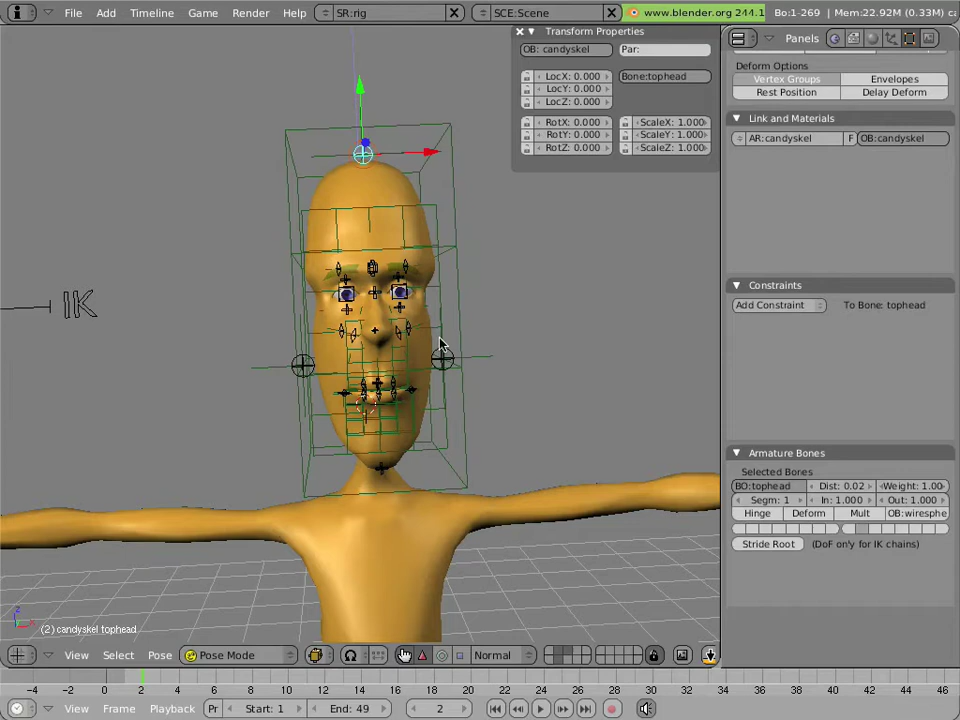 File Add Timeline Game Render Help SR:rig SCE:Scene www.blender.org 244.1 Bo:1-269 | Mem:22.92M (0.33M)
Transform Properties
OB: candyskel Par:
LocX: 0.000 Bone:tophead
LocY: 0.000
LocZ: 0.000
RotX: 0.000 ScaleX: 1.000
RotY: 0.000 ScaleY: 1.000
RotZ: 0.000 ScaleZ: 1.000
Panels
Deform Options
Vertex Groups Envelopes
Rest Position Delay Deform
Link and Materials
AR:candyskel F OB:candyskel
Constraints
Add Constraint To Bone: tophead
Armature Bones
Selected Bones
BO:tophead Dist: 0.02 Weight: 1.00
Segm: 1 In: 1.000 Out: 1.000
Hinge Deform Mult OB:wiresphe
Stride Root (DoF only for IK chains)
IK
z
x
(2) candyskel tophead
View Select Pose Pose Mode Normal
-4 -2 0 2 4 6 8 10 12 14 16 18 20 22 24 26 28 30 32 34 36 38 40 42 44 46
View Frame Playback Pr Start: 1 End: 49 2